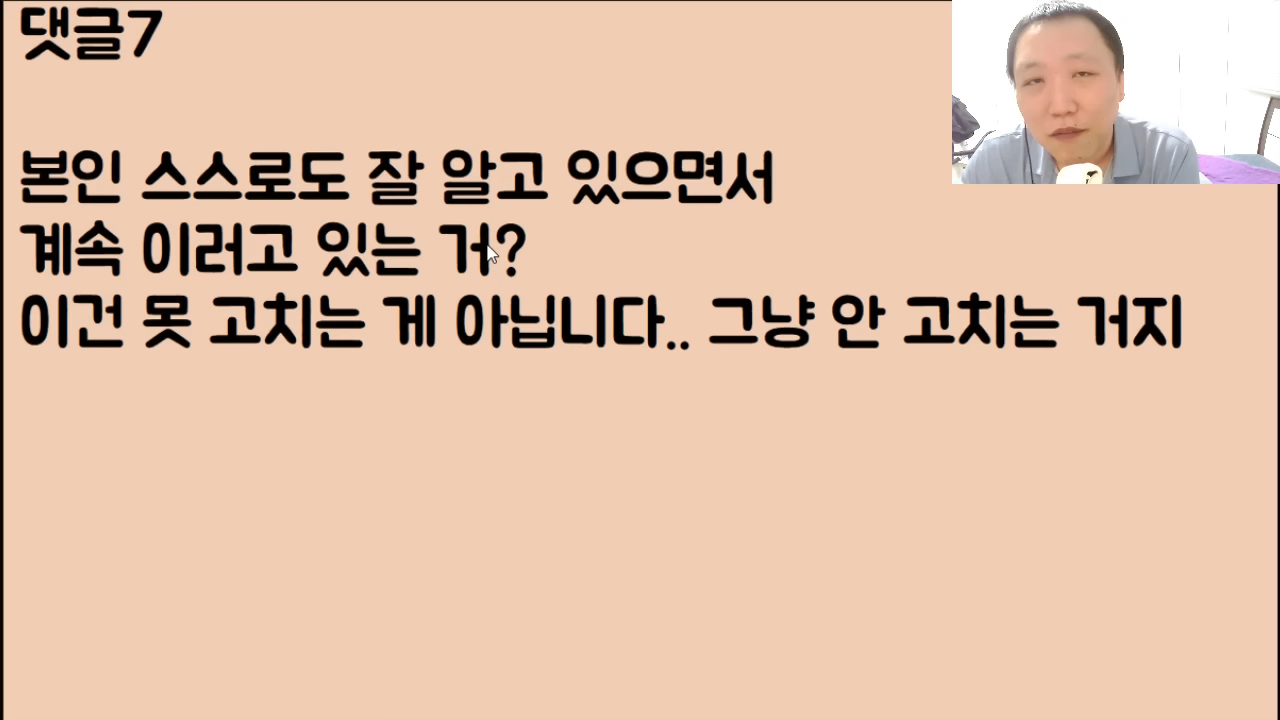 댓글7
본인 스스로도 잘 알고 있으면서
계속 이러고 있는 거?
이건 못 고치는 게 아닙니다.. 그냥 안 고치는 거지